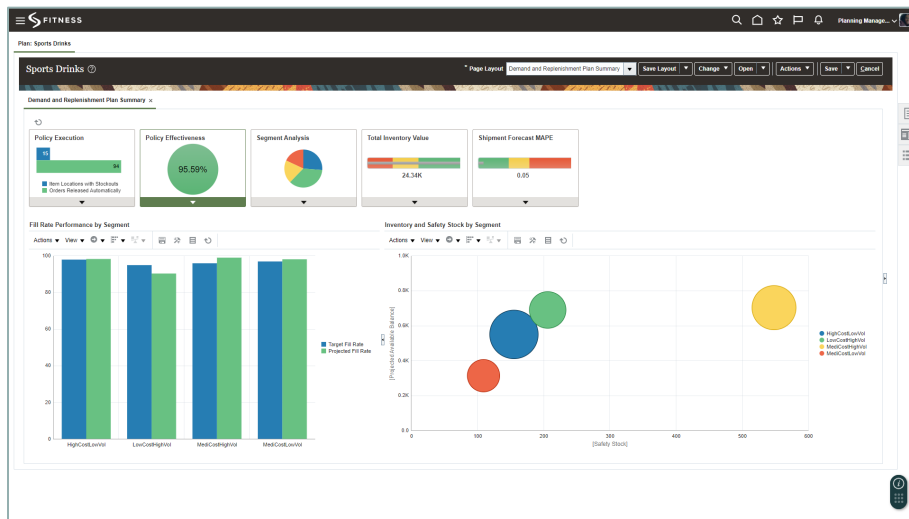 FITNESS
Planning Manage...
Plan: Sports Drinks
Sports Drinks
* Page Layout Demand and Replenishment Plan Summary Save Layout Change Open Actions Save Cancel
Demand and Replenishment Plan Summary ×
Policy Execution
15
94
Item Locations with Stockouts
Orders Released Automatically
Policy Effectiveness
95.59%
Segment Analysis
Total Inventory Value
24.34K
Shipment Forecast MAPE
0.05
Fill Rate Performance by Segment
Actions View
100
80
60
40
20
0
HighCostLowVol LowCostHighVol MediCostHighVol MediCostLowVol
Target Fill Rate
Projected Fill Rate
Inventory and Safety Stock by Segment
Actions View
[Projected Available Balance]
1.0K
0.8K
0.6K
0.4K
0.2K
0.0
0 100 200 300 400 500 600
[Safety Stock]
HighCostLowVol
LowCostHighVol
MediCostHighVol
MediCostLowVol